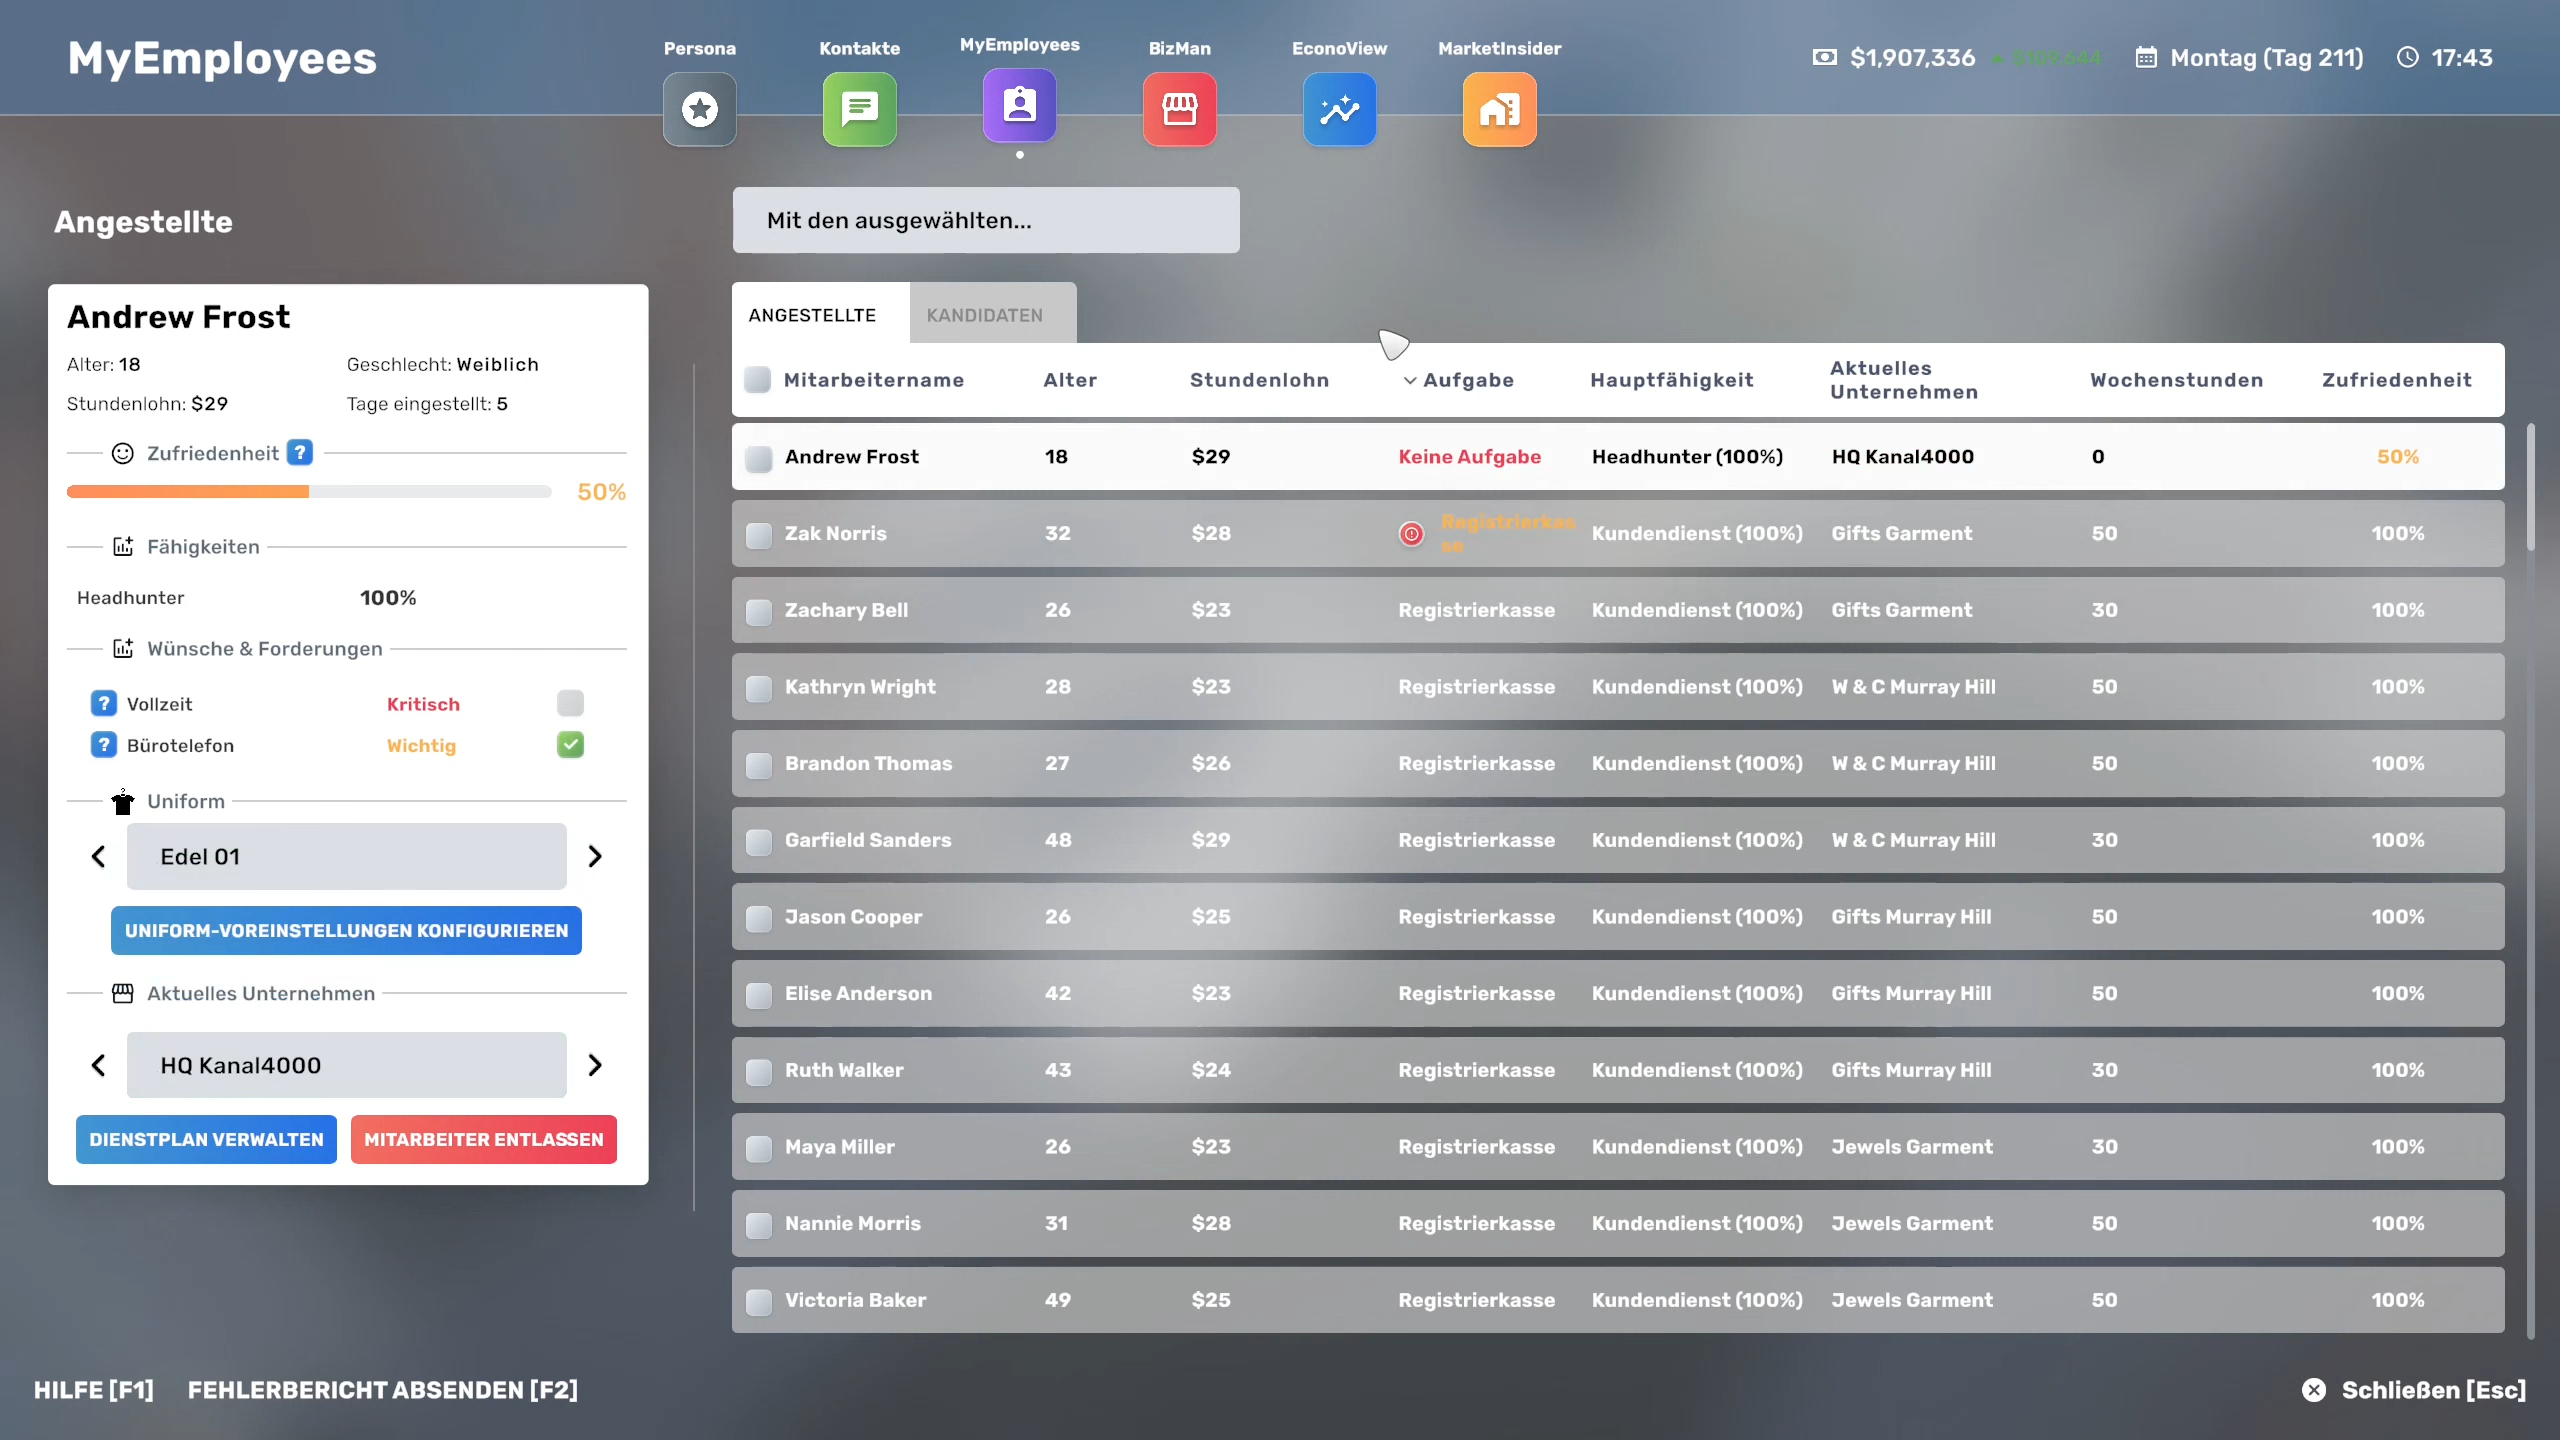 MyEmployees
Persona
Kontakte
MyEmployees
BizMan
EconoView
MarketInsider
$1,907,336
Montag (Tag 211)
17:43
Angestellte
Mit den ausgewählten...
Andrew Frost
Alter: 18
Geschlecht: Weiblich
Stundenlohn: $29
Tage eingestellt: 5
Zufriedenheit ?
50%
Fähigkeiten
Headhunter 100%
Wünsche & Forderungen
? Vollzeit Kritisch
? Bürotelefon Wichtig
Uniform
Edel 01
UNIFORM-VOREINSTELLUNGEN KONFIGURIEREN
Aktuelles Unternehmen
HQ Kanal4000
DIENSTPLAN VERWALTEN
MITARBEITER ENTLASSEN
ANGESTELLTE
KANDIDATEN
Mitarbeitername Alter Stundenlohn Aufgabe Hauptfähigkeit Aktuelles Unternehmen Wochenstunden Zufriedenheit
Andrew Frost 18 $29 Keine Aufgabe Headhunter (100%) HQ Kanal4000 0 50%
Zak Norris 32 $28 Registrierkasse Kundendienst (100%) Gifts Garment 50 100%
Zachary Bell 26 $23 Registrierkasse Kundendienst (100%) Gifts Garment 30 100%
Kathryn Wright 28 $23 Registrierkasse Kundendienst (100%) W & C Murray Hill 50 100%
Brandon Thomas 27 $26 Registrierkasse Kundendienst (100%) W & C Murray Hill 50 100%
Garfield Sanders 48 $29 Registrierkasse Kundendienst (100%) W & C Murray Hill 30 100%
Jason Cooper 26 $25 Registrierkasse Kundendienst (100%) Gifts Murray Hill 50 100%
Elise Anderson 42 $23 Registrierkasse Kundendienst (100%) Gifts Murray Hill 50 100%
Ruth Walker 43 $24 Registrierkasse Kundendienst (100%) Gifts Murray Hill 30 100%
Maya Miller 26 $23 Registrierkasse Kundendienst (100%) Jewels Garment 30 100%
Nannie Morris 31 $28 Registrierkasse Kundendienst (100%) Jewels Garment 50 100%
Victoria Baker 49 $25 Registrierkasse Kundendienst (100%) Jewels Garment 50 100%
HILFE [F1]
FEHLERBERICHT ABSENDEN [F2]
Schließen [Esc]